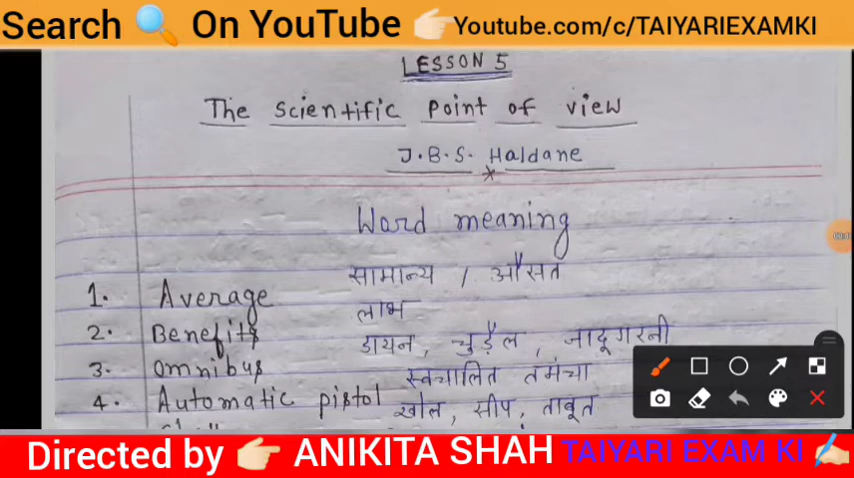 Search 🔍 On YouTube 👉🏻Youtube.com/c/TAIYARIEXAMKI
LESSON 5
The Scientific Point of view
J.B.S. Haldane
Word meaning
सामान्य / औसत
1. Average
लाभ
2. Benefits
डायन, चुड़ैल, जादूगरनी
3. Omnibus
स्वचालित तमंचा
4. Automatic pistol
खोल, सीप, ताबूत
Directed by 👉🏻 ANIKITA SHAH TAIYARI EXAM KI ✍🏻